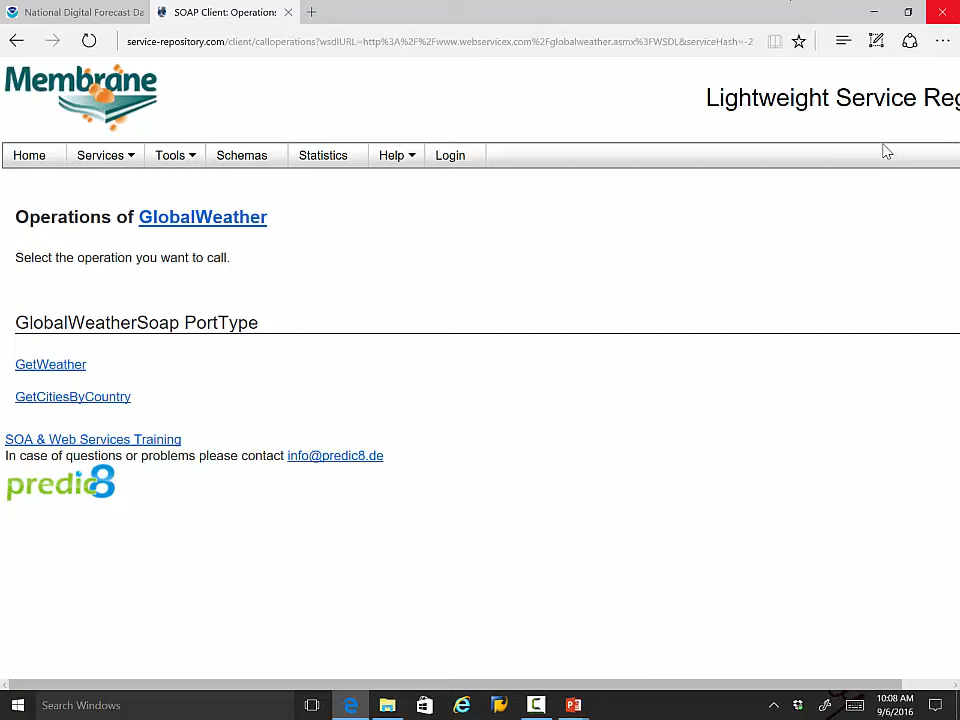 National Digital Forecast Da
SOAP Client: Operations
service-repository.com/client/calloperations?wsdlURL=http%3A%2F%2Fwww.webservicex.com%2Fglobalweather.asmx%3FWSDL&serviceHash=-2
Membrane
Lightweight Service Reg
Home Services Tools Schemas Statistics Help Login
Operations of GlobalWeather
Select the operation you want to call.
GlobalWeatherSoap PortType
GetWeather
GetCitiesByCountry
SOA & Web Services Training
In case of questions or problems please contact info@predic8.de
predic8
Search Windows
10:08 AM
9/6/2016